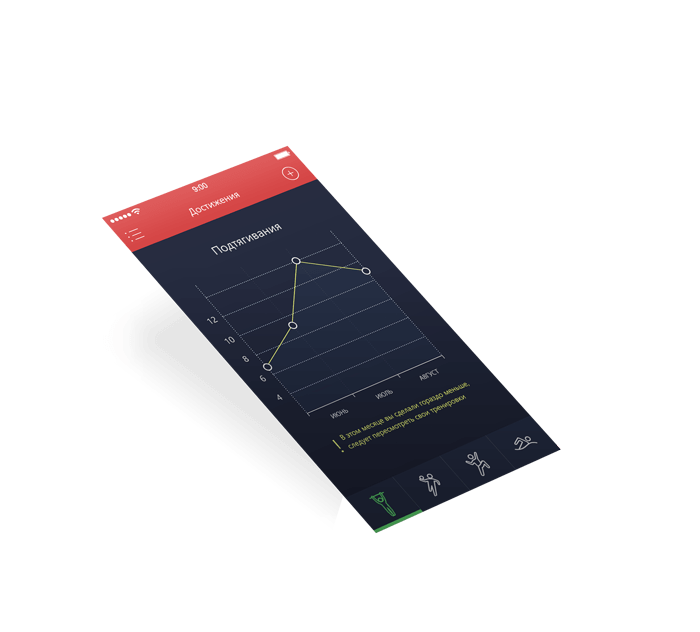 9:00
Достижения
Подтягивания
12
10
8
6
4
ИЮНЬ
ИЮЛЬ
АВГУСТ
В этом месяце вы сделали гораздо меньше,
следует пересмотреть свои тренировки